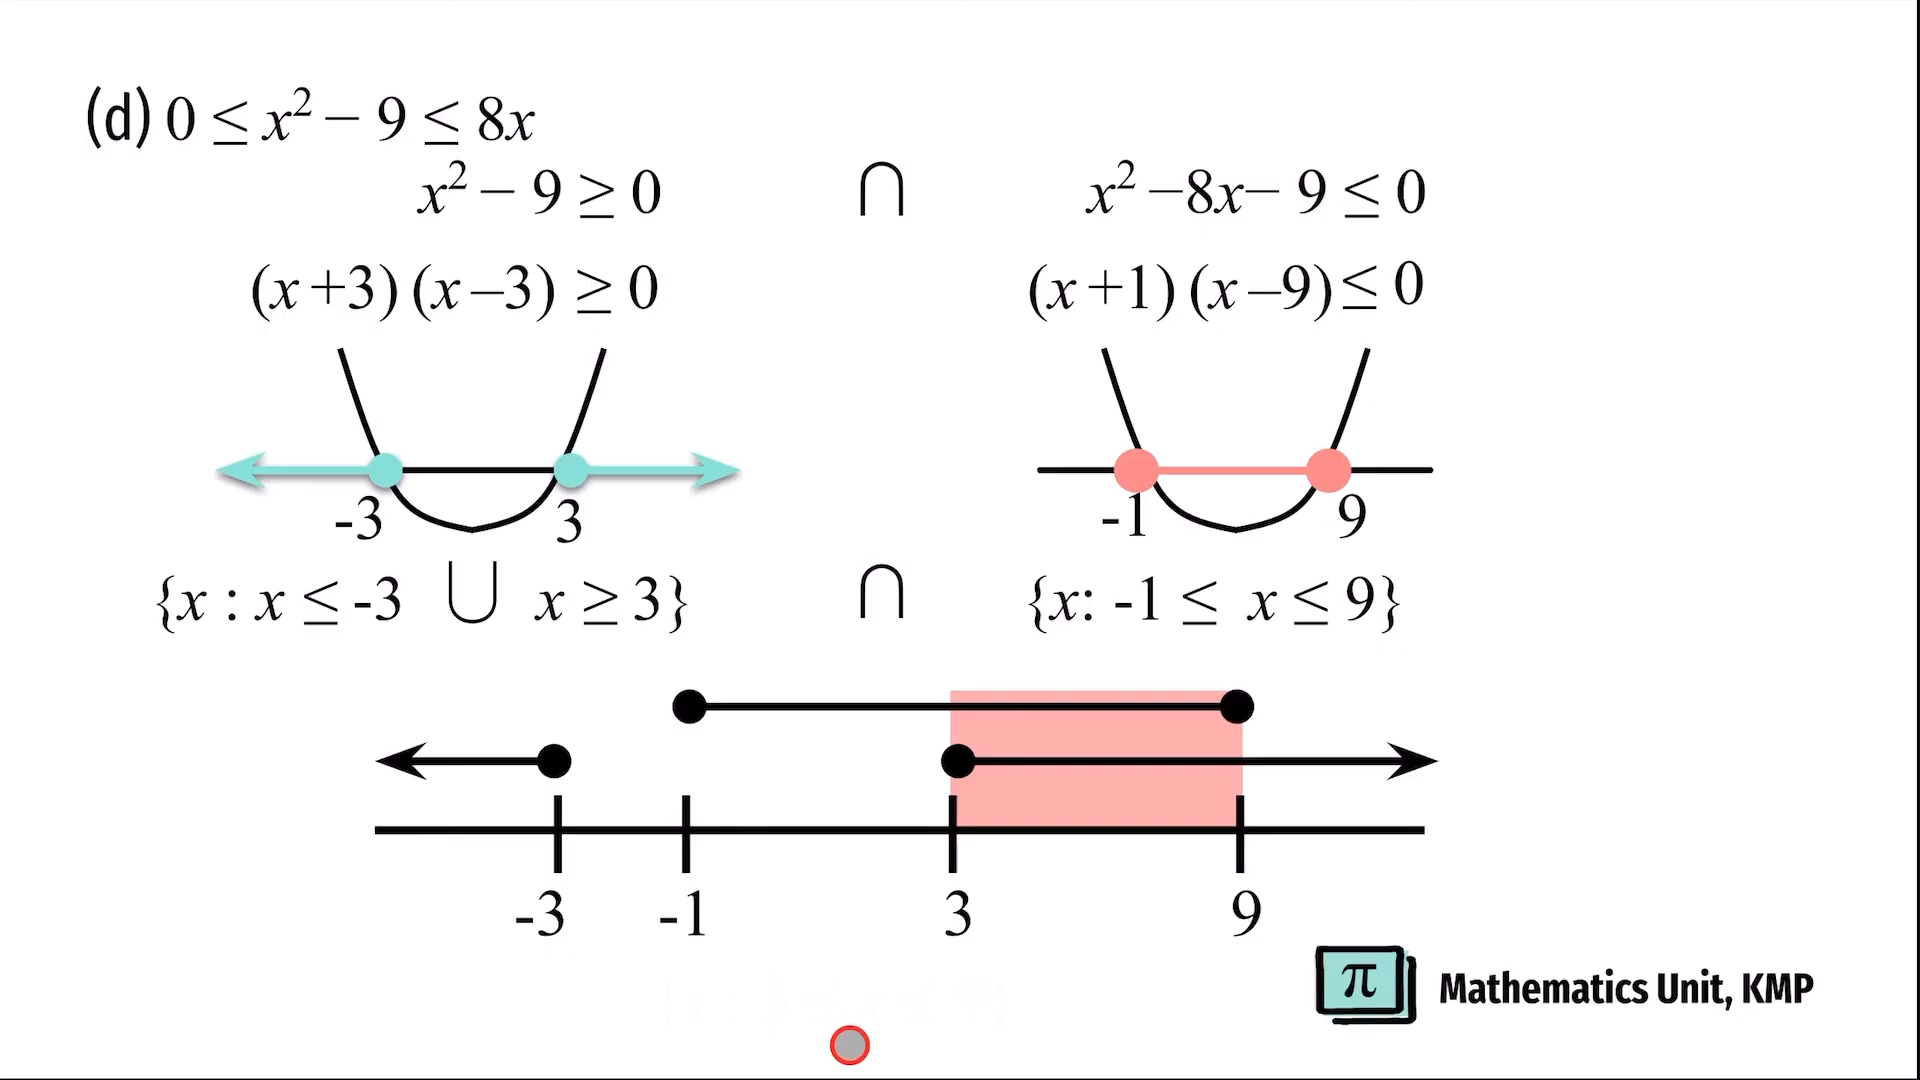 (d) 0 ≤ x² − 9 ≤ 8x
x² − 9 ≥ 0 ∩ x² −8x− 9 ≤ 0
(x +3) (x –3) ≥ 0 (x +1) (x –9) ≤ 0
-3 3 -1 9
{x : x ≤ -3 ∪ x ≥ 3} ∩ {x: -1 ≤ x ≤ 9}
-3 -1 3 9
π Mathematics Unit, KMP